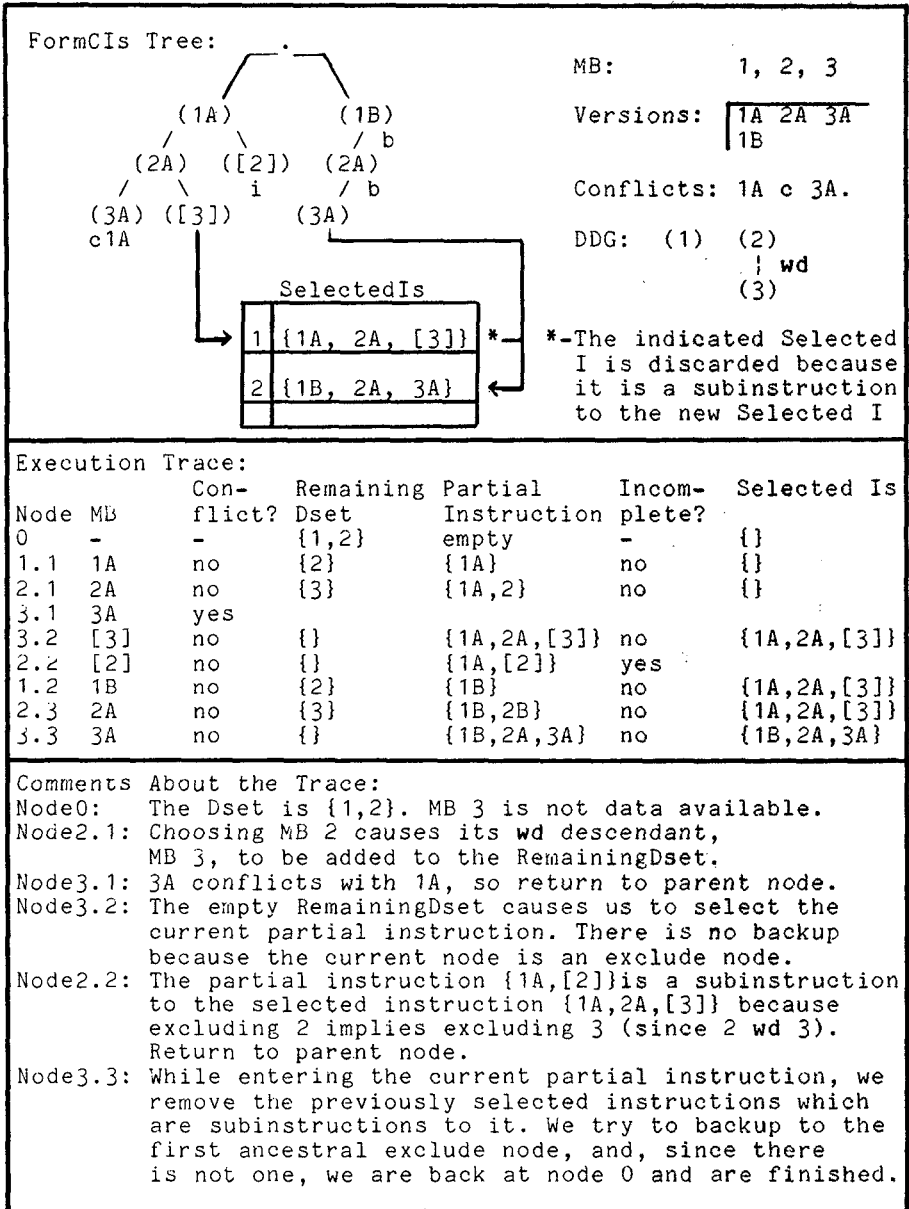 FormCIs Tree: .
MB: 1, 2, 3
(1A) (1B)
Versions: 1A 2A 3A
/ \ / b
1B
(2A) ([2]) (2A)
/ \ i / b
Conflicts: 1A c 3A.
(3A) ([3]) (3A)
c1A
DDG: (1) (2)
¦ wd
(3)
SelectedIs
1 {1A, 2A, [3]} *
2 {1B, 2A, 3A}
*-The indicated Selected
I is discarded because
it is a subinstruction
to the new Selected I
Execution Trace:
Con- Remaining Partial Incom- Selected Is
Node MB flict? Dset Instruction plete?
0 - - {1,2} empty - {}
1.1 1A no {2} {1A} no {}
2.1 2A no {3} {1A,2} no {}
3.1 3A yes
3.2 [3] no {} {1A,2A,[3]} no {1A,2A,[3]}
2.2 [2] no {} {1A,[2]} yes
1.2 1B no {2} {1B} no {1A,2A,[3]}
2.3 2A no {3} {1B,2B} no {1A,2A,[3]}
3.3 3A no {} {1B,2A,3A} no {1B,2A,3A}
Comments About the Trace:
Node0: The Dset is {1,2}. MB 3 is not data available.
Node2.1: Choosing MB 2 causes its wd descendant,
MB 3, to be added to the RemainingDset.
Node3.1: 3A conflicts with 1A, so return to parent node.
Node3.2: The empty RemainingDset causes us to select the
current partial instruction. There is no backup
because the current node is an exclude node.
Node2.2: The partial instruction {1A,[2]}is a subinstruction
to the selected instruction {1A,2A,[3]} because
excluding 2 implies excluding 3 (since 2 wd 3).
Return to parent node.
Node3.3: While entering the current partial instruction, we
remove the previously selected instructions which
are subinstructions to it. We try to backup to the
first ancestral exclude node, and, since there
is not one, we are back at node 0 and are finished.